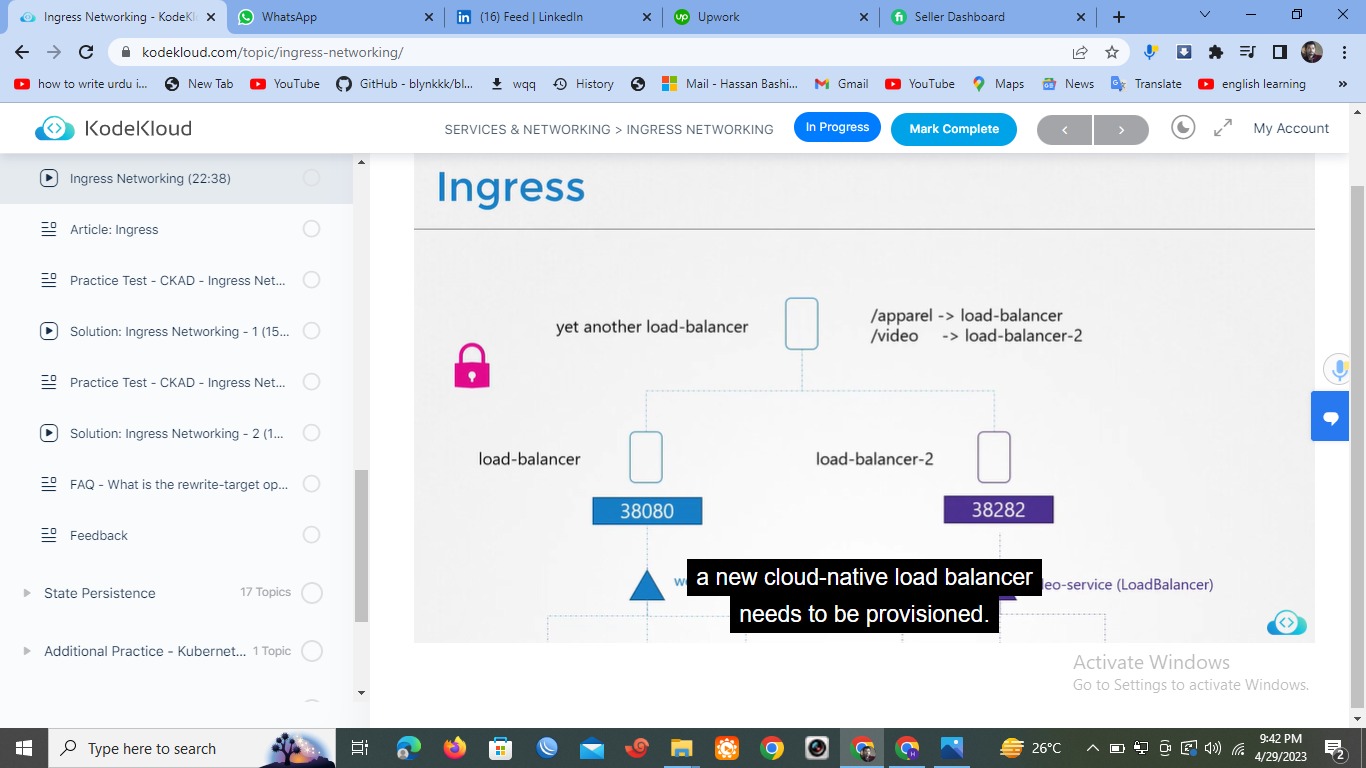 Ingress Networking - KodeKl
WhatsApp
(16) Feed | LinkedIn
Upwork
Seller Dashboard
kodekloud.com/topic/ingress-networking/
how to write urdu i...
New Tab
YouTube
GitHub - blynkkk/bl...
wqq
History
Mail - Hassan Bashi...
Gmail
YouTube
Maps
News
Translate
english learning
»
KodeKloud
SERVICES & NETWORKING > INGRESS NETWORKING
In Progress
Mark Complete
My Account
Ingress Networking (22:38)
Article: Ingress
Practice Test - CKAD - Ingress Net...
Solution: Ingress Networking - 1 (15...
Practice Test - CKAD - Ingress Net...
Solution: Ingress Networking - 2 (1...
FAQ - What is the rewrite-target op...
Feedback
State Persistence
17 Topics
Additional Practice - Kubernet...
1 Topic
Ingress
yet another load-balancer
/apparel -> load-balancer
/video -> load-balancer-2
load-balancer
load-balancer-2
38080
38282
eo-service (LoadBalancer)
a new cloud-native load balancer
needs to be provisioned.
Activate Windows
Go to Settings to activate Windows.
Type here to search
26°C
9:42 PM
4/29/2023
2